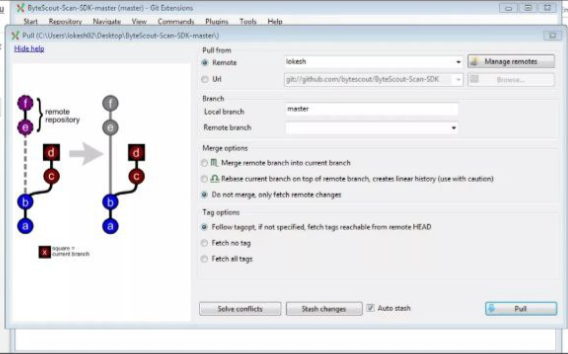 ByteScout-Scan-SDK-master (master) - Git Extensions
Start Repository Navigate View Commands Plugins Tools Help
Pull (C:\Users\lokesh02\Desktop\ByteScout-Scan-SDK-master\)
Hide help
Pull from
Remote lokesh Manage remotes
Url git://github.com/bytescout/ByteScout-Scan-SDK Browse...
Branch
Local branch master
Remote branch
Merge options
Merge remote branch into current branch
Rebase current branch on top of remote branch, creates linear history (use with caution)
Do not merge, only fetch remote changes
Tag options
Follow tagopt, if not specified, fetch tags reachable from remote HEAD
Fetch no tag
Fetch all tags
Solve conflicts Stash changes Auto stash Pull
f f
remote
repository
e e
d d
c c
b b
a a
x square =
current branch